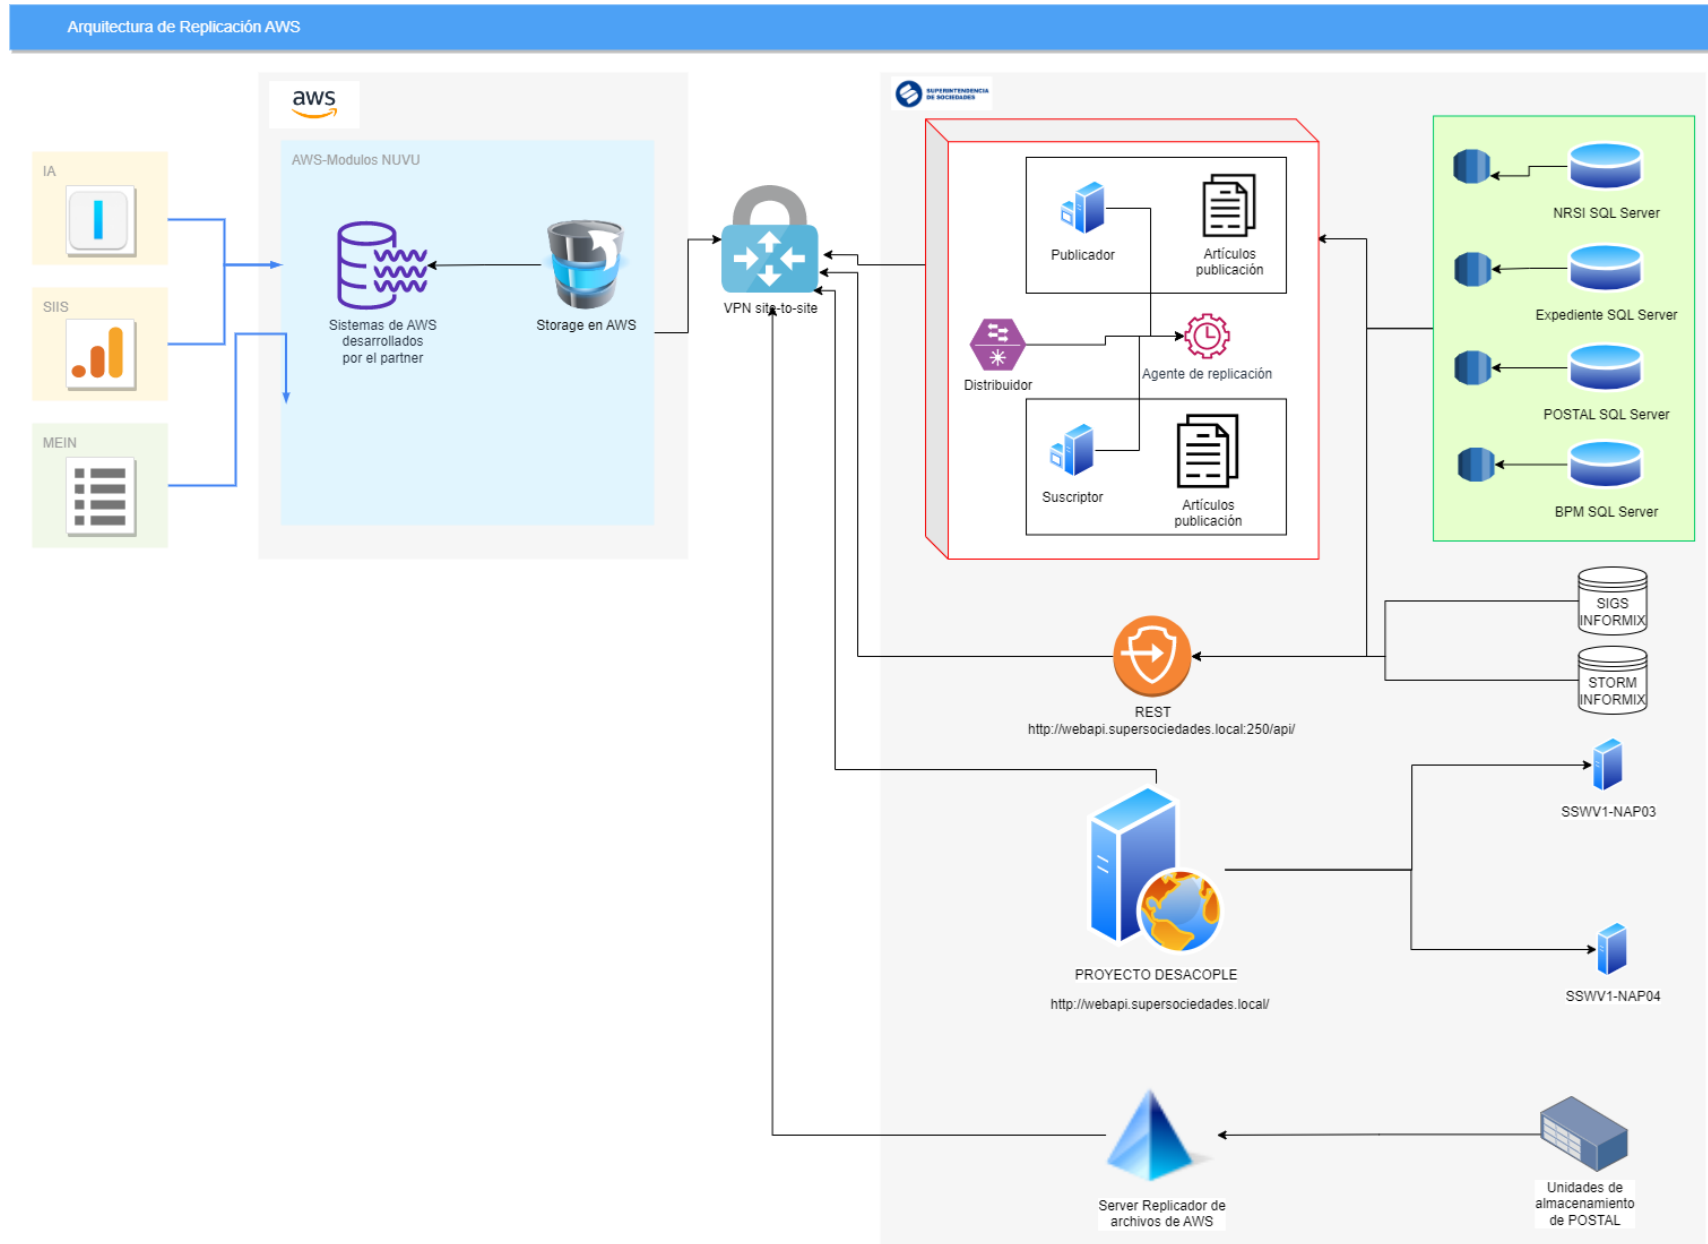 Arquitectura de Replicación AWS
aws
SUPERINTENDENCIA
DE SOCIEDADES
IA
SIIS
MEIN
AWS-Modulos NUVU
Sistemas de AWS
desarrollados
por el partner
Storage en AWS
VPN site-to-site
Publicador
Artículos
publicación
Distribuidor
Agente de replicación
Suscriptor
Artículos
publicación
NRSI SQL Server
Expediente SQL Server
POSTAL SQL Server
BPM SQL Server
SIGS
INFORMIX
STORM
INFORMIX
REST
http://webapi.supersociedades.local:250/api/
SSWV1-NAP03
PROYECTO DESACOPLE
http://webapi.supersociedades.local/
SSWV1-NAP04
Server Replicador de
archivos de AWS
Unidades de
almacenamiento
de POSTAL